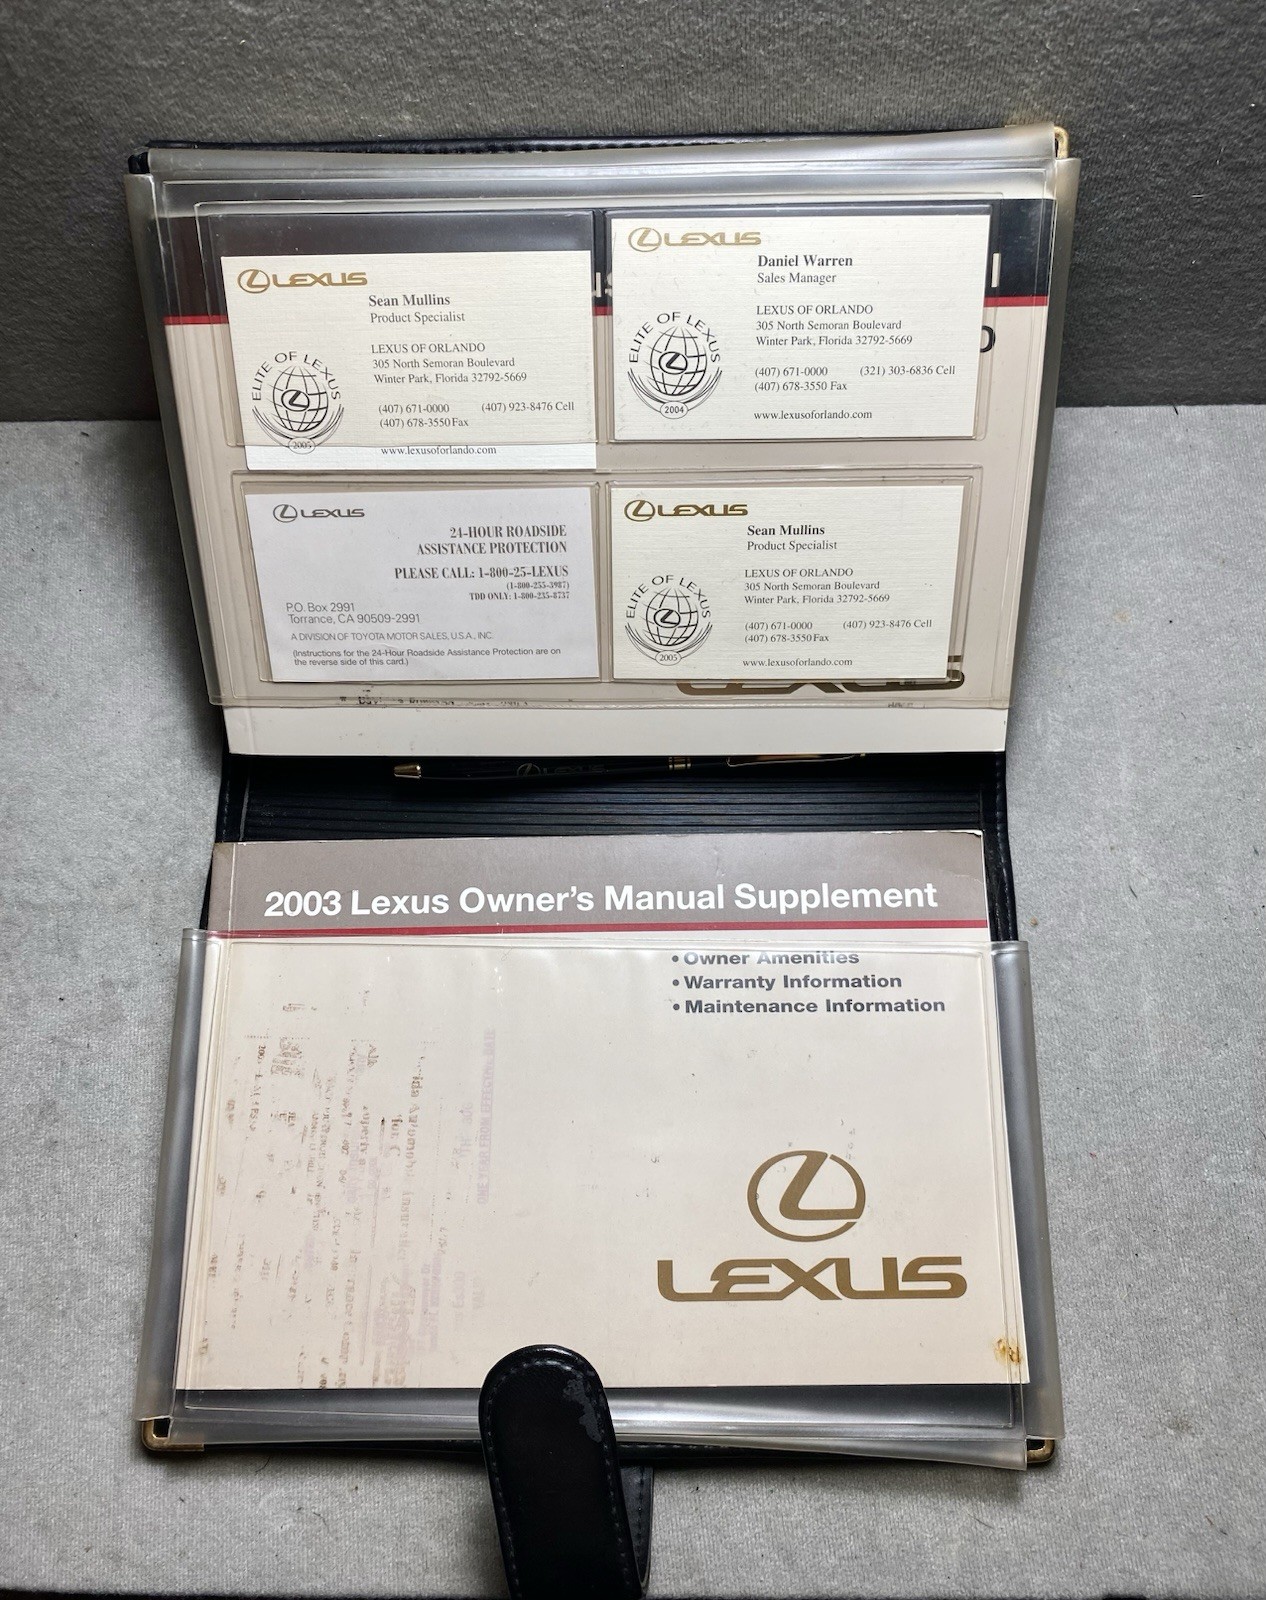 LEXUS
Sean Mullins
Product Specialist
LEXUS OF ORLANDO
305 North Semoran Boulevard
Winter Park, Florida 32792-5669
(407) 671-0000 (407) 923-8476 Cell
(407) 678-3550 Fax
www.lexusoforlando.com
ELITE OF LEXUS
2005
LEXUS
Daniel Warren
Sales Manager
LEXUS OF ORLANDO
305 North Semoran Boulevard
Winter Park, Florida 32792-5669
(407) 671-0000 (321) 303-6836 Cell
(407) 678-3550 Fax
www.lexusoforlando.com
ELITE OF LEXUS
2004
LEXUS
24-HOUR ROADSIDE
ASSISTANCE PROTECTION
PLEASE CALL: 1-800-25-LEXUS
(1-800-255-3987)
TDD ONLY: 1-800-235-8737
P.O. Box 2991
Torrance, CA 90509-2991
A DIVISION OF TOYOTA MOTOR SALES, U.S.A., INC.
(Instructions for the 24-Hour Roadside Assistance Protection are on
the reverse side of this card.)
LEXUS
Sean Mullins
Product Specialist
LEXUS OF ORLANDO
305 North Semoran Boulevard
Winter Park, Florida 32792-5669
(407) 671-0000 (407) 923-8476 Cell
(407) 678-3550 Fax
www.lexusoforlando.com
ELITE OF LEXUS
2005
LEXUS
LEXUS
2003 Lexus Owner's Manual Supplement
• Owner Amenities
• Warranty Information
• Maintenance Information
ONE YEAR FROM EFFECTIVE DATE
LEXUS